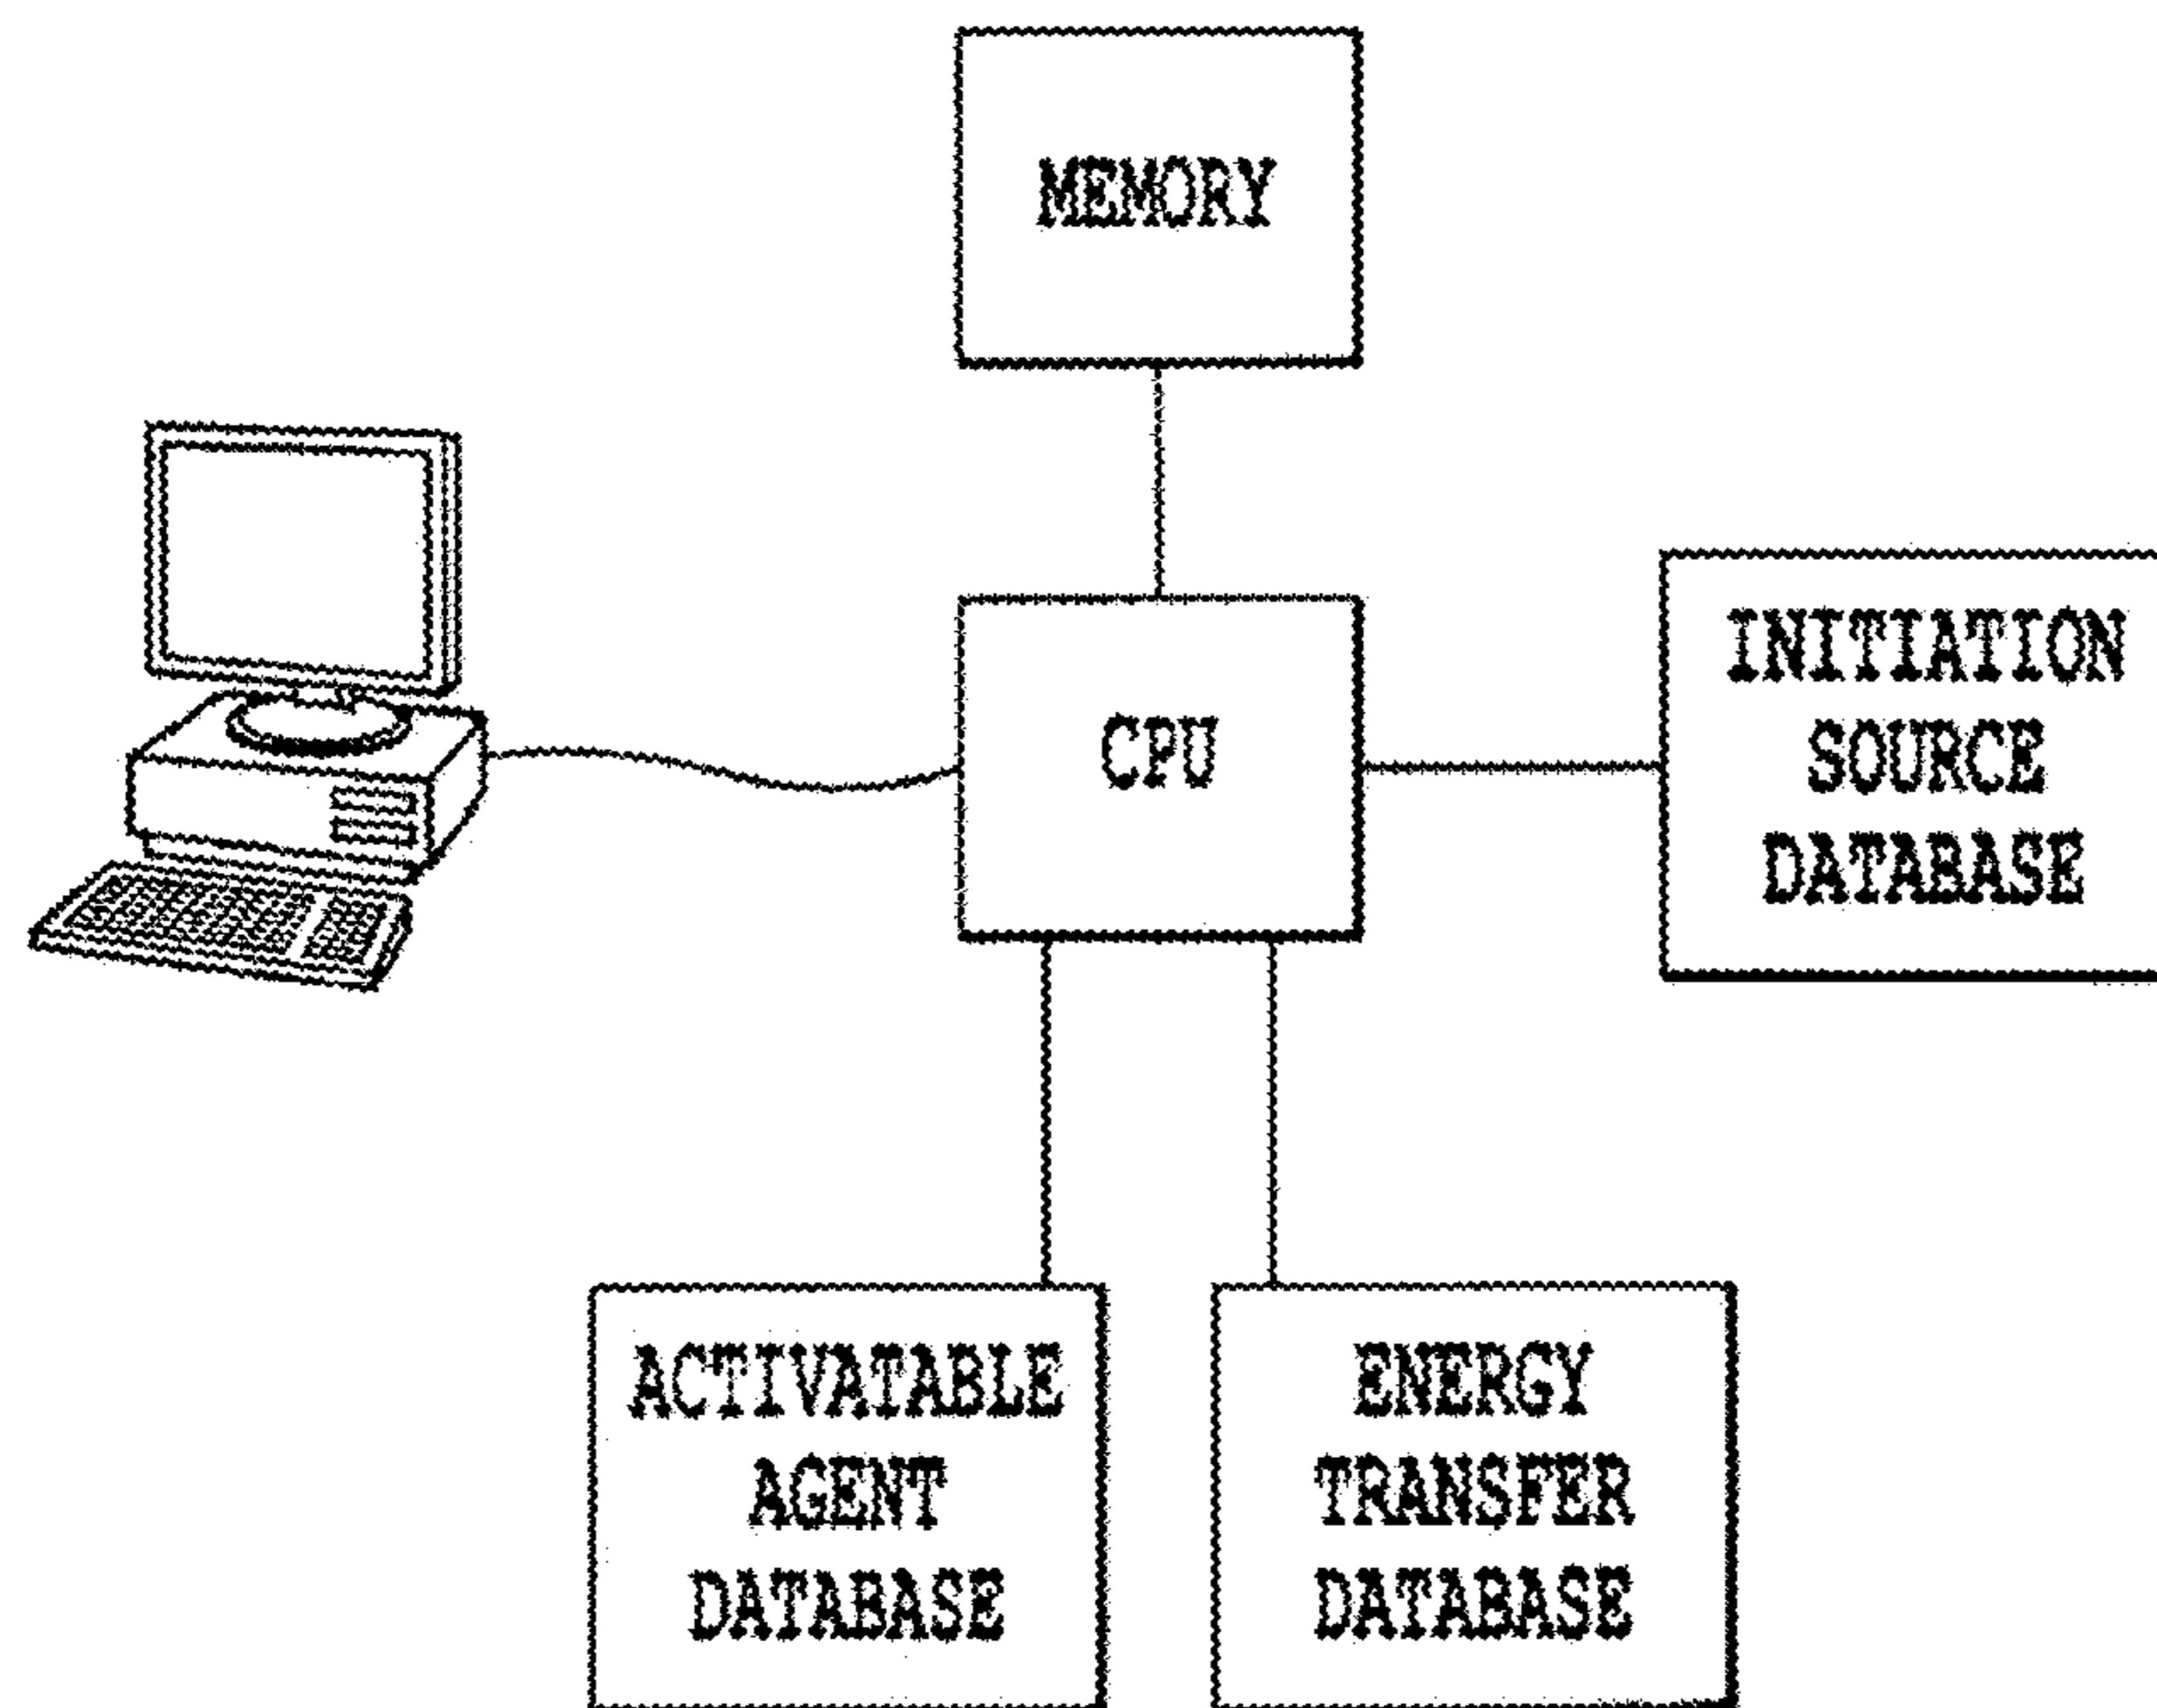 MEMORY
CPU
INITIATION
SOURCE
DATABASE
ACTIVATABLE
AGENT
DATABASE
ENERGY
TRANSFER
DATABASE